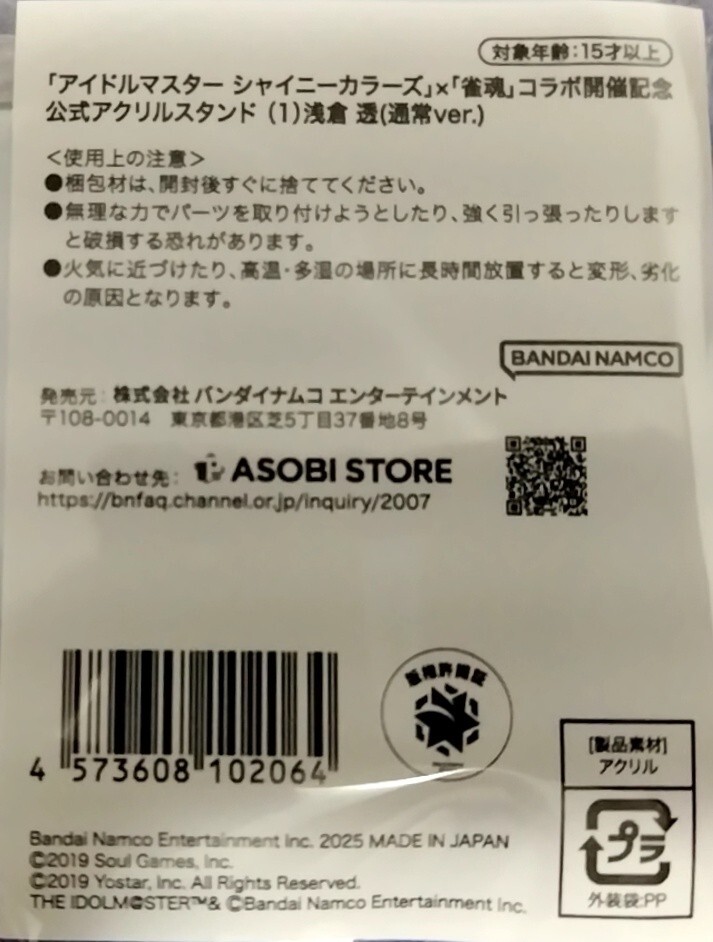 対象年齢:15才以上
「アイドルマスター シャイニーカラーズ」×「雀魂」コラボ開催記念
公式アクリルスタンド (1)浅倉 透(通常ver.)
<使用上の注意>
●梱包材は、開封後すぐに捨ててください。
●無理な力でパーツを取り付けようとしたり、強く引っ張ったりします
と破損する恐れがあります。
●火気に近づけたり、高温・多湿の場所に長時間放置すると変形、劣化
の原因となります。
BANDAI NAMCO
発売元: 株式会社 バンダイナムコ エンターテインメント
〒108-0014 東京都港区芝5丁目37番地8号
お問い合わせ先: ASOBI STORE
https://bnfaq.channel.or.jp/inquiry/2007
版権許諾証
4 573608 102064
[製品素材]
アクリル
プラ
外装袋:PP
Bandai Namco Entertainment Inc. 2025 MADE IN JAPAN
©2019 Soul Games, Inc.
©2019 Yostar, Inc. All Rights Reserved.
THE IDOLM@STER™& ©Bandai Namco Entertainment Inc.